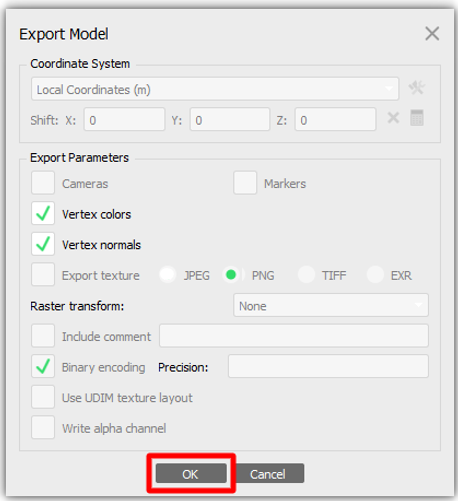 Export Model
Coordinate System
Local Coordinates (m)
Shift: X: 0 Y: 0 Z: 0
Export Parameters
Cameras Markers
Vertex colors
Vertex normals
Export texture JPEG PNG TIFF EXR
Raster transform: None
Include comment
Binary encoding Precision:
Use UDIM texture layout
Write alpha channel
OK Cancel